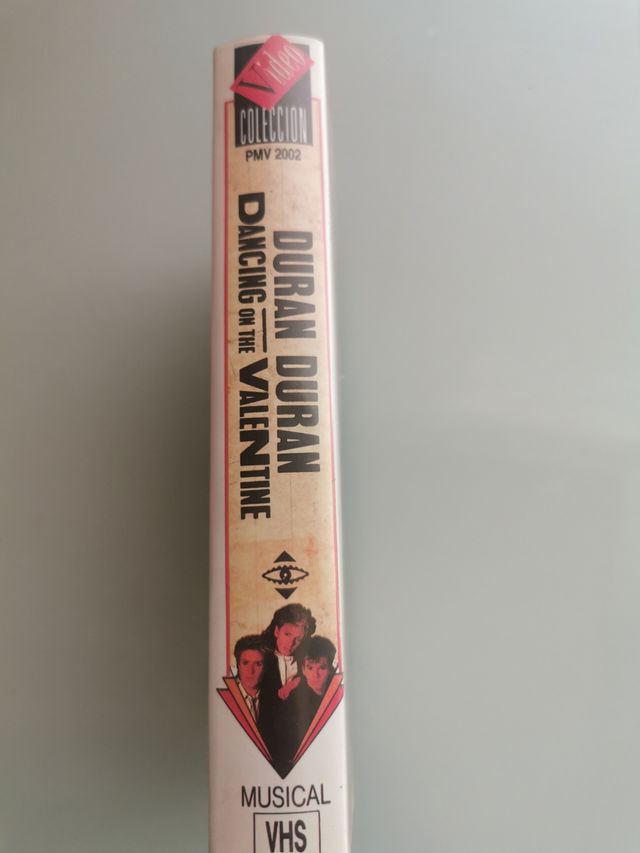 Video
COLECCION
PMV 2002
DURAN DURAN
DANCING ON THE VALENTINE
MUSICAL
VHS